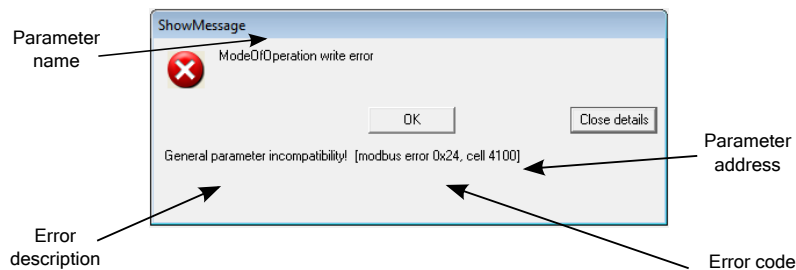 ShowMessage
Parameter
name
ModeOfOperation write error
OK
Close details
General parameter incompatibility! [modbus error 0x24, cell 4100]
Parameter
address
Error
description
Error code